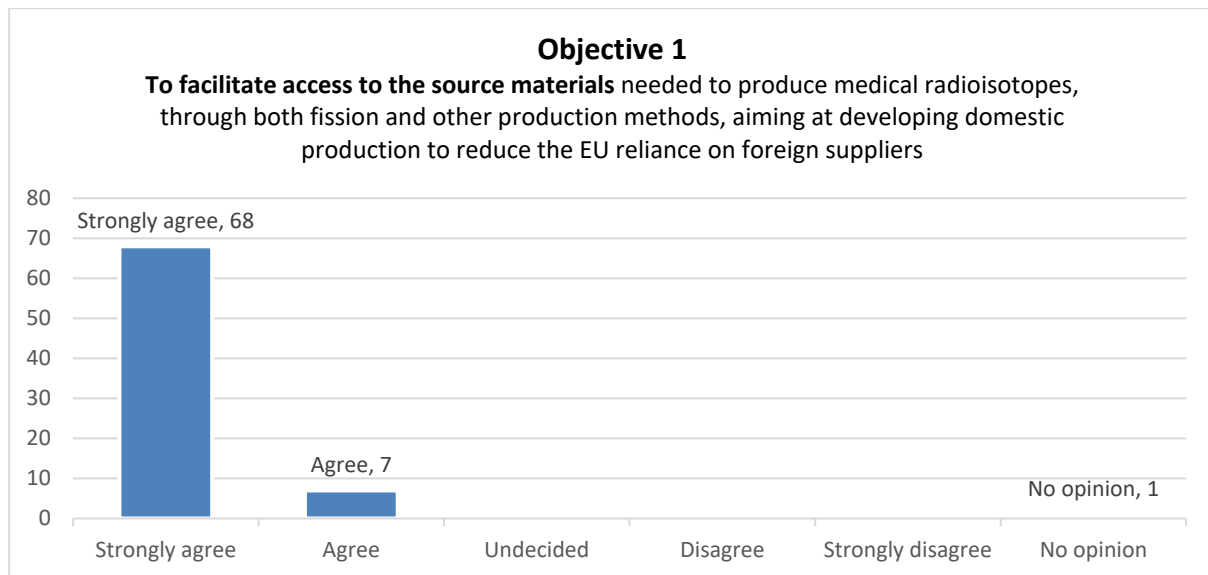 Objective 1
To facilitate access to the source materials needed to produce medical radioisotopes,
through both fission and other production methods, aiming at developing domestic
production to reduce the EU reliance on foreign suppliers
80
Strongly agree, 68
70
60
50
40
30
20
Agree, 7
10
No opinion, 1
0
Strongly agree Agree Undecided Disagree Strongly disagree No opinion